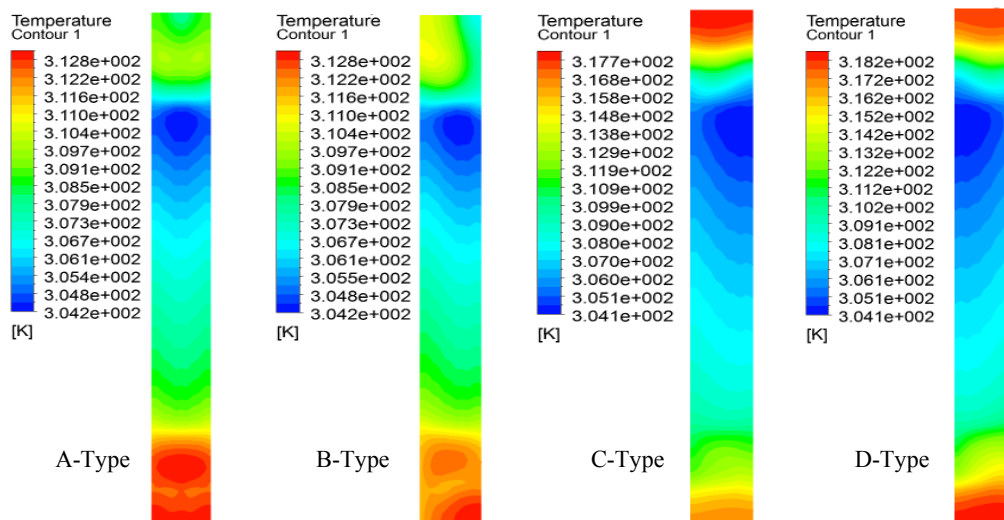 Temperature
Contour 1
3.128e+002
3.122e+002
3.116e+002
3.110e+002
3.104e+002
3.097e+002
3.091e+002
3.085e+002
3.079e+002
3.073e+002
3.067e+002
3.061e+002
3.054e+002
3.048e+002
3.042e+002
[K]
A-Type
Temperature
Contour 1
3.128e+002
3.122e+002
3.116e+002
3.110e+002
3.104e+002
3.097e+002
3.091e+002
3.085e+002
3.079e+002
3.073e+002
3.067e+002
3.061e+002
3.055e+002
3.048e+002
3.042e+002
[K]
B-Type
Temperature
Contour 1
3.177e+002
3.168e+002
3.158e+002
3.148e+002
3.138e+002
3.129e+002
3.119e+002
3.109e+002
3.099e+002
3.090e+002
3.080e+002
3.070e+002
3.060e+002
3.051e+002
3.041e+002
[K]
C-Type
Temperature
Contour 1
3.182e+002
3.172e+002
3.162e+002
3.152e+002
3.142e+002
3.132e+002
3.122e+002
3.112e+002
3.102e+002
3.091e+002
3.081e+002
3.071e+002
3.061e+002
3.051e+002
3.041e+002
[K]
D-Type